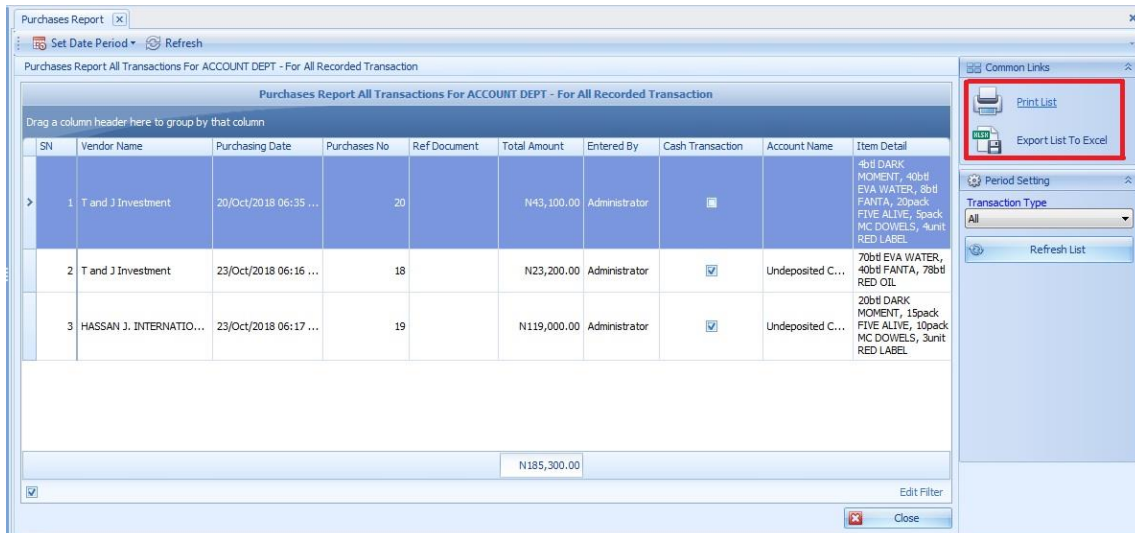 Purchases Report
Set Date Period Refresh
Purchases Report All Transactions For ACCOUNT DEPT - For All Recorded Transaction
Purchases Report All Transactions For ACCOUNT DEPT - For All Recorded Transaction
Drag a column header here to group by that column
SN Vendor Name Purchasing Date Purchases No Ref Document Total Amount Entered By Cash Transaction Account Name Item Detail
1 T and J Investment 20/Oct/2018 06:35 ... 20 N43,100.00 Administrator
4btl DARK
MOMENT, 40btl
EVA WATER, 8btl
FANTA, 20pack
FIVE ALIVE, 5pack
MC DOWELS, 4unit
RED LABEL
2 T and J Investment 23/Oct/2018 06:16 ... 18 N23,200.00 Administrator Undeposited C...
70btl EVA WATER,
40btl FANTA, 78btl
RED OIL
3 HASSAN J. INTERNATIO... 23/Oct/2018 06:17 ... 19 N119,000.00 Administrator Undeposited C...
20btl DARK
MOMENT, 15pack
FIVE ALIVE, 10pack
MC DOWELS, 3unit
RED LABEL
N185,300.00
Edit Filter
Close
Common Links
Print List
XLSX
Export List To Excel
Period Setting
Transaction Type
All
Refresh List